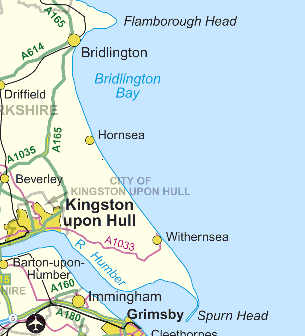 A165
Flamborough Head
A614
Bridlington
Bridlington
Bay
Driffield
RKSHIRE
A165
Hornsea
A1035
Beverley
CITY OF
KINGSTON UPON HULL
Kingston
upon Hull
A1033
Withernsea
R Humber
Barton-upon-
Humber
HIRE
A160
Immingham
A180
Grimsby
Spurn Head
Cleethorpes